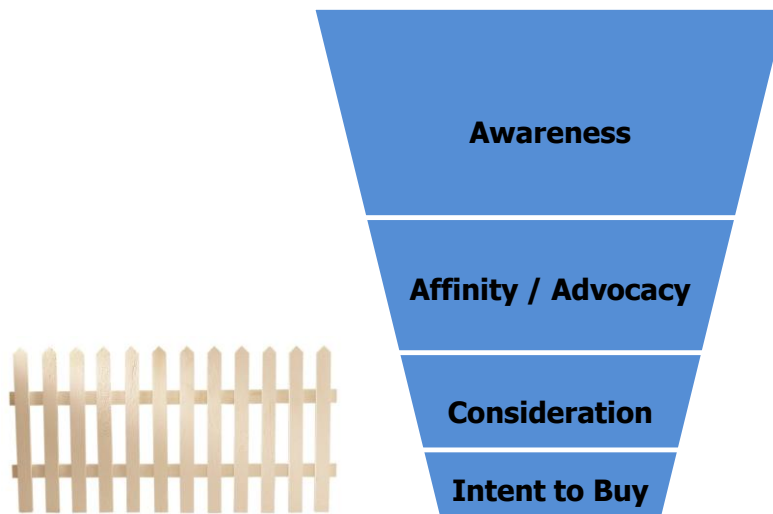 Awareness
Affinity / Advocacy
Consideration
Intent to Buy